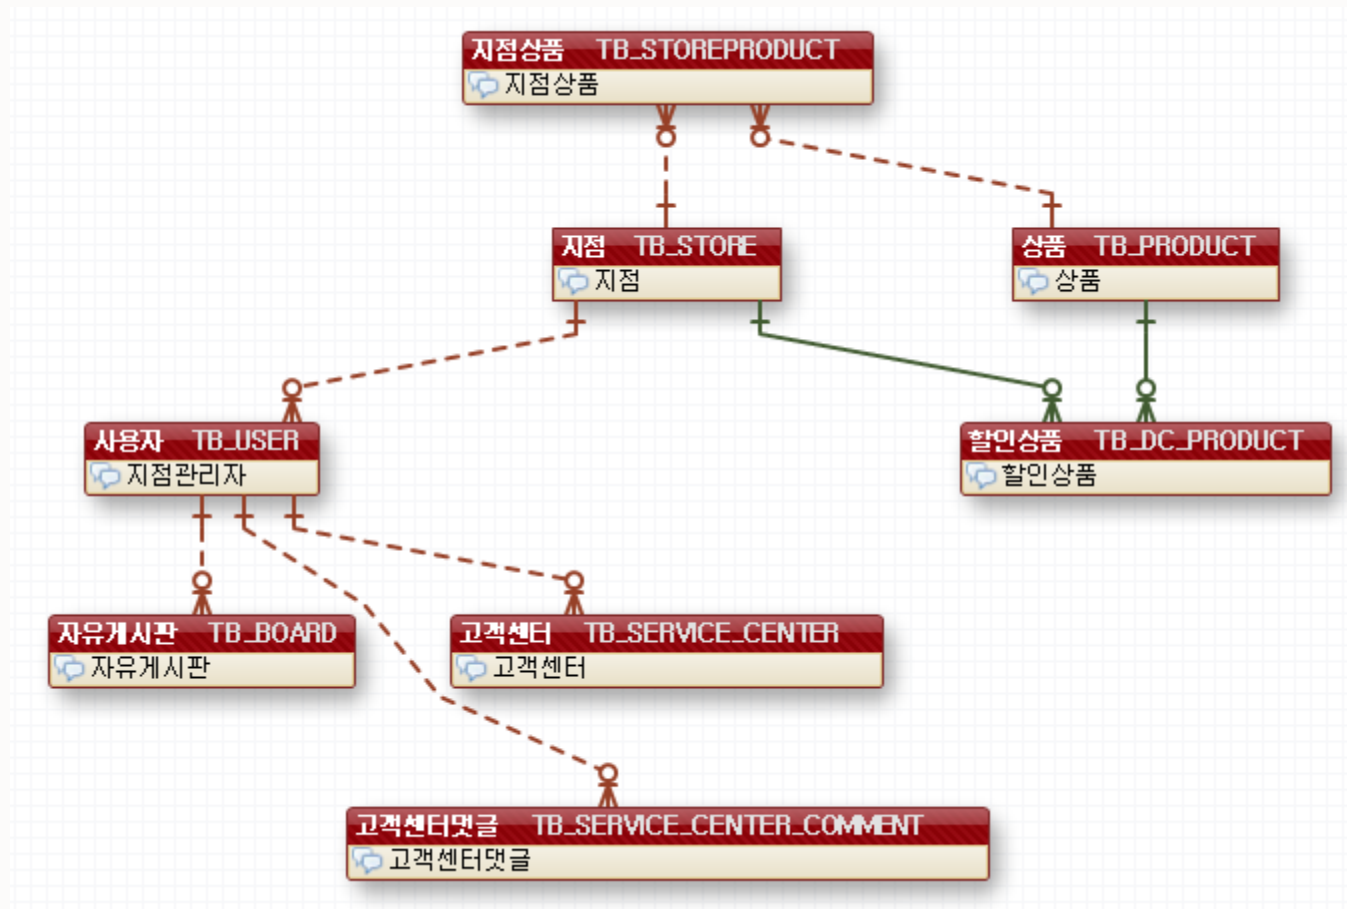 지점상품 TB_STOREPRODUCT
지점상품
지점 TB_STORE
지점
상품 TB_PRODUCT
상품
사용자 TB_USER
지점관리자
할인상품 TB_DC_PRODUCT
할인상품
자유게시판 TB_BOARD
자유게시판
고객센터 TB_SERVICE_CENTER
고객센터
고객센터댓글 TB_SERVICE_CENTER_COMMENT
고객센터댓글